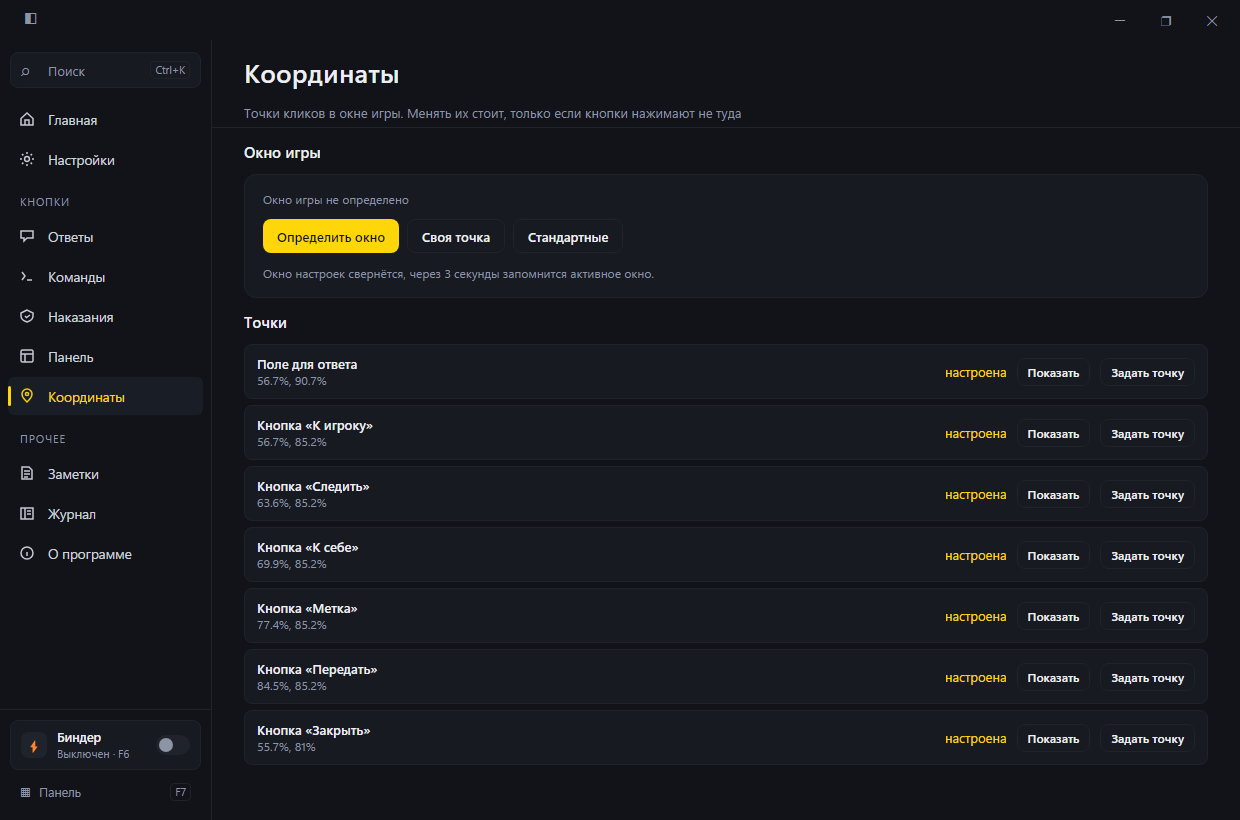 Поиск
Ctrl+K
Главная
Настройки
КНОПКИ
Ответы
Команды
Наказания
Панель
Координаты
ПРОЧЕЕ
Заметки
Журнал
О программе
Биндер
Выключен · F6
Панель
F7
Координаты
Точки кликов в окне игры. Менять их стоит, только если кнопки нажимают не туда
Окно игры
Окно игры не определено
Определить окно
Своя точка
Стандартные
Окно настроек свернётся, через 3 секунды запомнится активное окно.
Точки
Поле для ответа
56.7%, 90.7%
настроена Показать Задать точку
Кнопка «К игроку»
56.7%, 85.2%
настроена Показать Задать точку
Кнопка «Следить»
63.6%, 85.2%
настроена Показать Задать точку
Кнопка «К себе»
69.9%, 85.2%
настроена Показать Задать точку
Кнопка «Метка»
77.4%, 85.2%
настроена Показать Задать точку
Кнопка «Передать»
84.5%, 85.2%
настроена Показать Задать точку
Кнопка «Закрыть»
55.7%, 81%
настроена Показать Задать точку